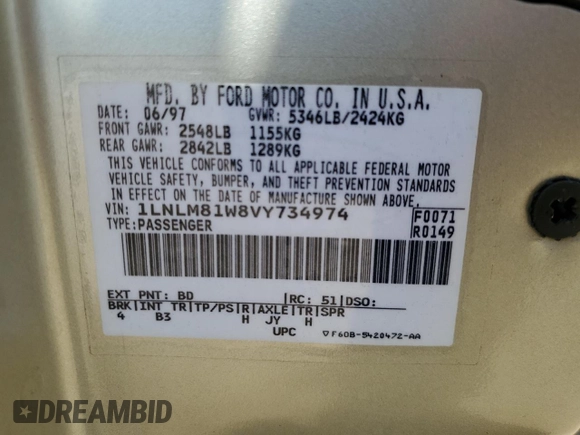 MFD. BY FORD MOTOR CO. IN U.S.A.
DATE: 06/97 GVWR: 5346LB/2424KG
FRONT GAWR: 2548LB 1155KG
REAR GAWR: 2842LB 1289KG
THIS VEHICLE CONFORMS TO ALL APPLICABLE FEDERAL MOTOR
VEHICLE SAFETY, BUMPER, AND THEFT PREVENTION STANDARDS
IN EFFECT ON THE DATE OF MANUFACTURE SHOWN ABOVE.
VIN: 1LNLM81W8VY734974 F0071
TYPE:PASSENGER R0149
EXT PNT: BD |RC: 51|DSO:
BRK|INT TR|TP/PS|R|AXLE|TR|SPR
4 B3 H JY H
UPC ▽F60B-5420472-AA
DREAMBID